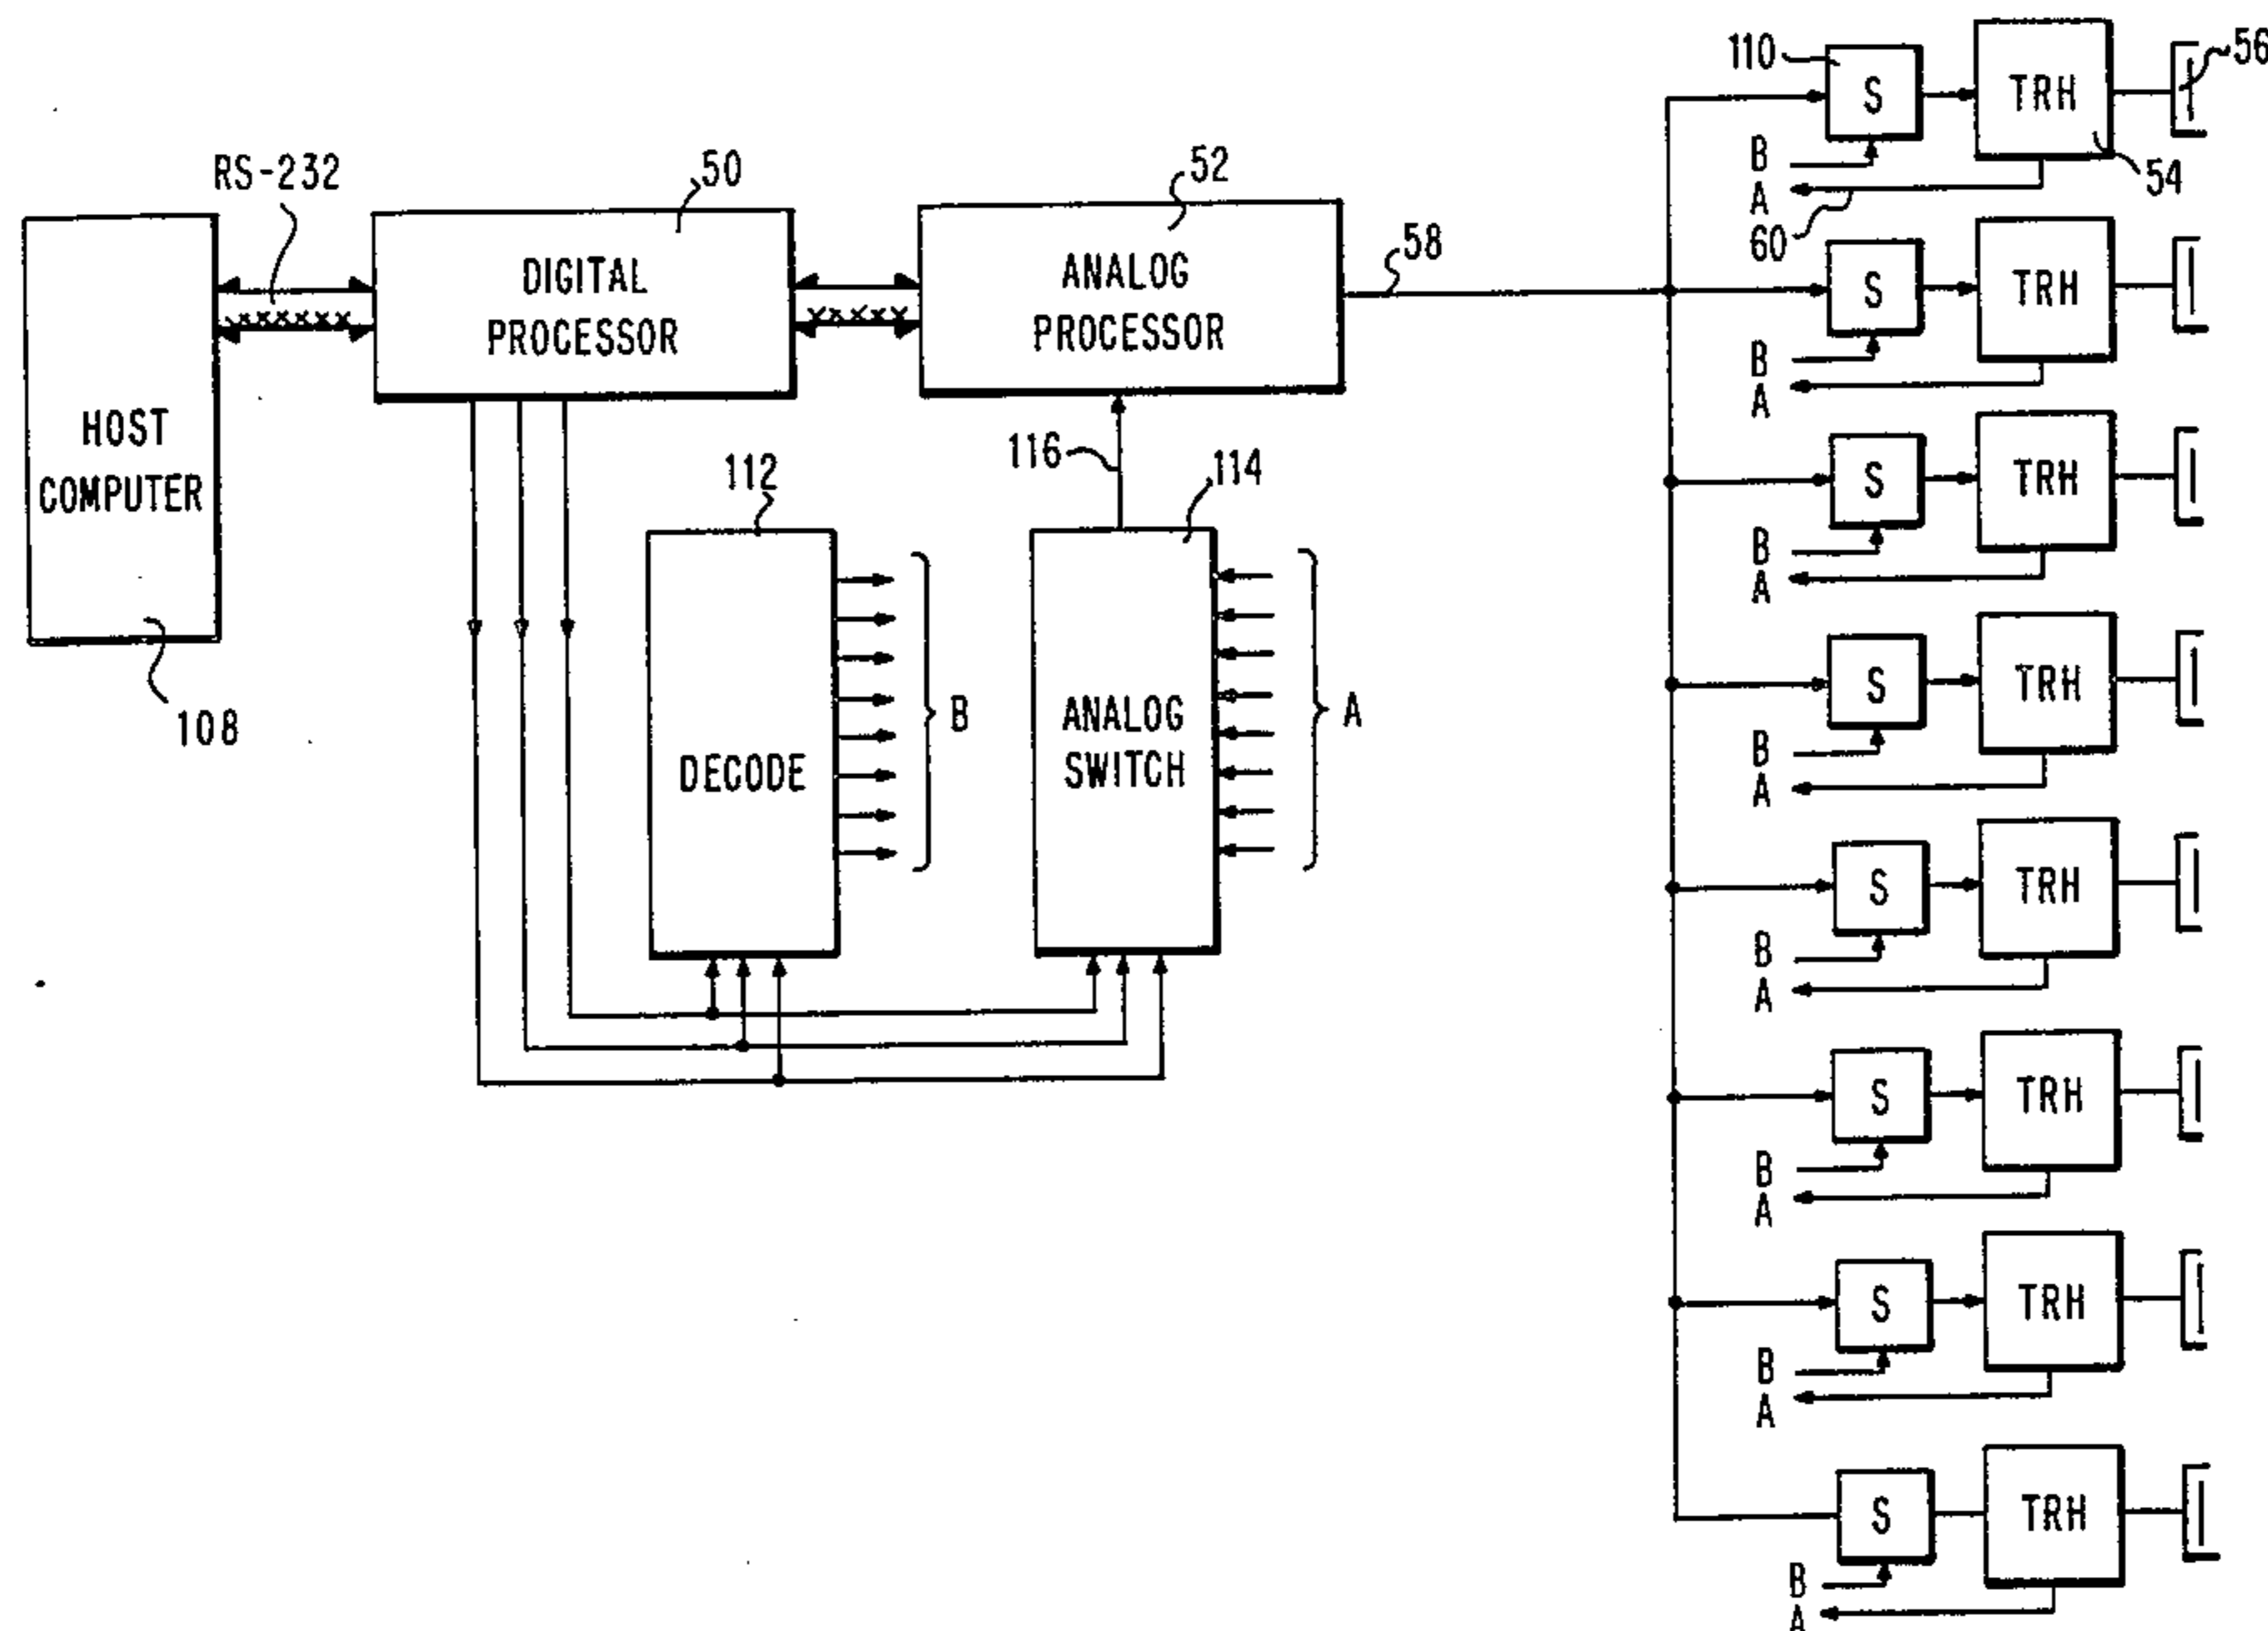 RS-232
50
52
58
HOST
COMPUTER
108
DIGITAL
PROCESSOR
ANALOG
PROCESSOR
112
116
114
DECODE
B
ANALOG
SWITCH
A
110
S
TRH
56
B
A
60
54
S
TRH
B
A
S
TRH
B
A
S
TRH
B
A
S
TRH
B
A
S
TRH
B
A
S
TRH
B
A
S
TRH
B
A